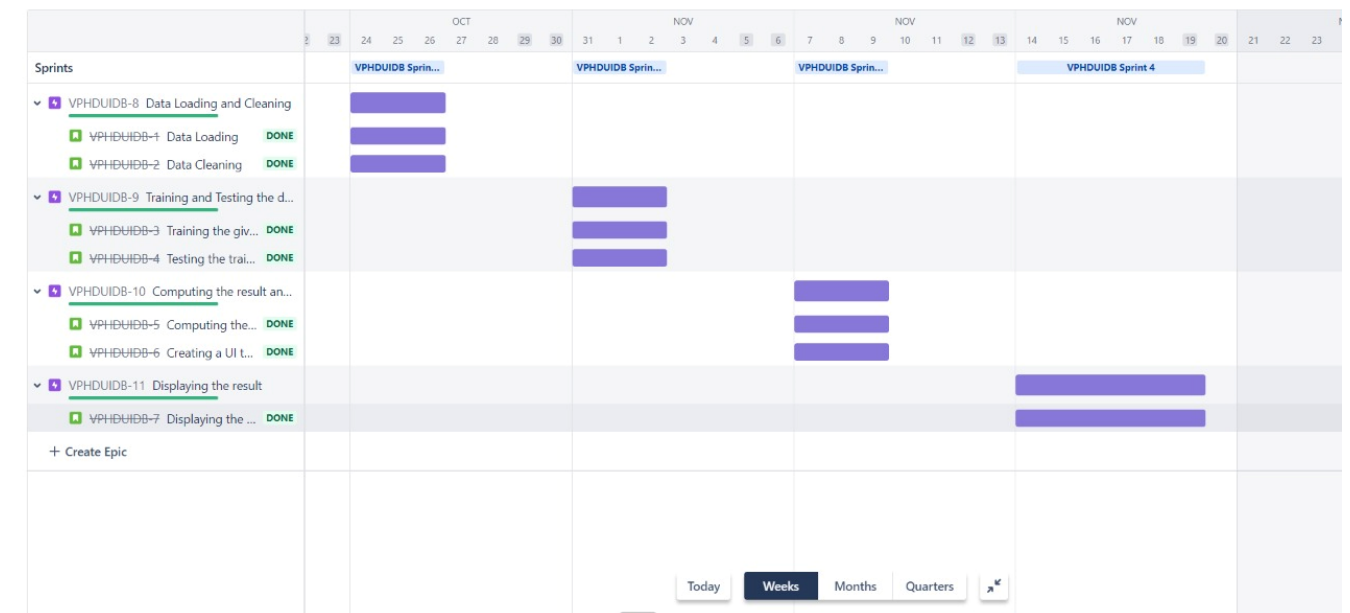 OCT NOV NOV NOV
23 24 25 26 27 28 29 30 31 1 2 3 4 5 6 7 8 9 10 11 12 13 14 15 16 17 18 19 20 21 22 23
Sprints VPHDUIDB Sprin... VPHDUIDB Sprin... VPHDUIDB Sprin... VPHDUIDB Sprint 4
VPHDUIDB-8 Data Loading and Cleaning
VPHDUIDB-1 Data Loading DONE
VPHDUIDB-2 Data Cleaning DONE
VPHDUIDB-9 Training and Testing the d...
VPHDUIDB-3 Training the giv... DONE
VPHDUIDB-4 Testing the trai... DONE
VPHDUIDB-10 Computing the result an...
VPHDUIDB-5 Computing the... DONE
VPHDUIDB-6 Creating a UI t... DONE
VPHDUIDB-11 Displaying the result
VPHDUIDB-7 Displaying the ... DONE
+ Create Epic
Today Weeks Months Quarters